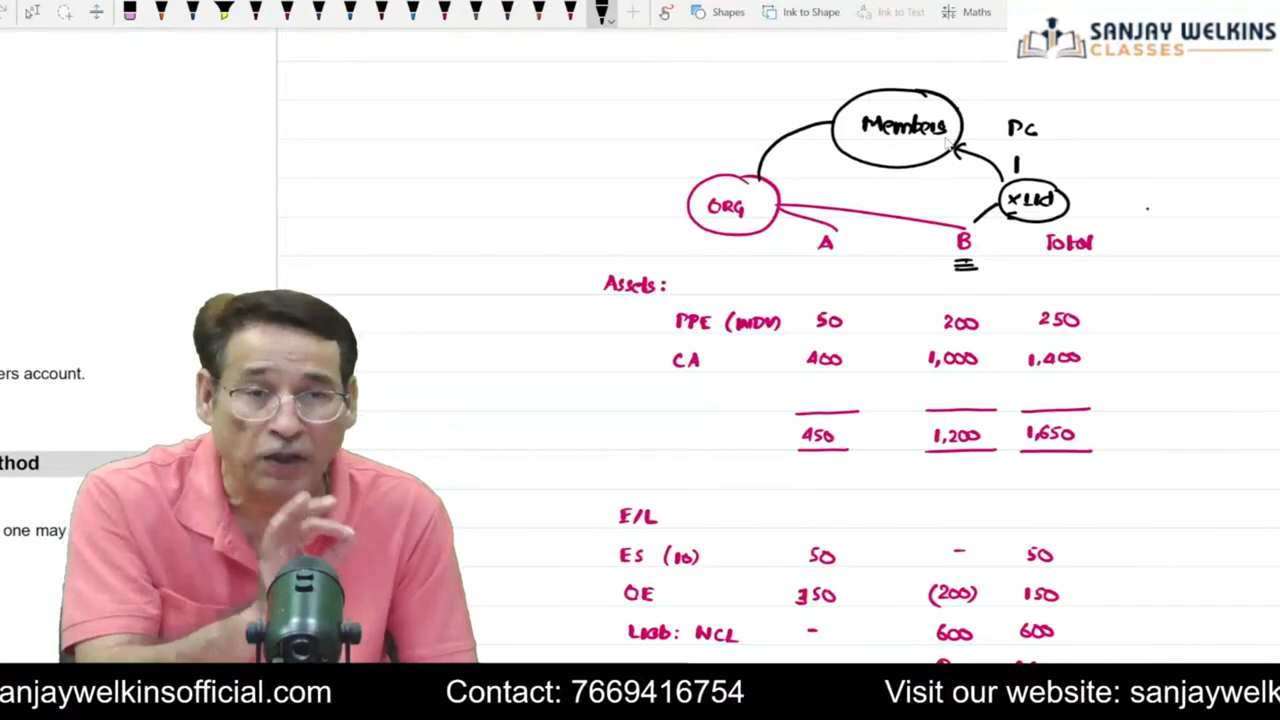 Shapes Ink to Shape Ink to Text Maths
SANJAY WELKINS
CLASSES
Members
PC
ORG
X Ltd
A B Total
Assets:
PPE (WDV) 50 200 250
CA 400 1,000 1,400
450 1,200 1,650
ers account.
thod
one may
E/L
ES (10) 50 - 50
OE 350 (200) 150
Liab: NCL - 600 600
anjaywelkinsofficial.com Contact: 7669416754 Visit our website: sanjaywelk